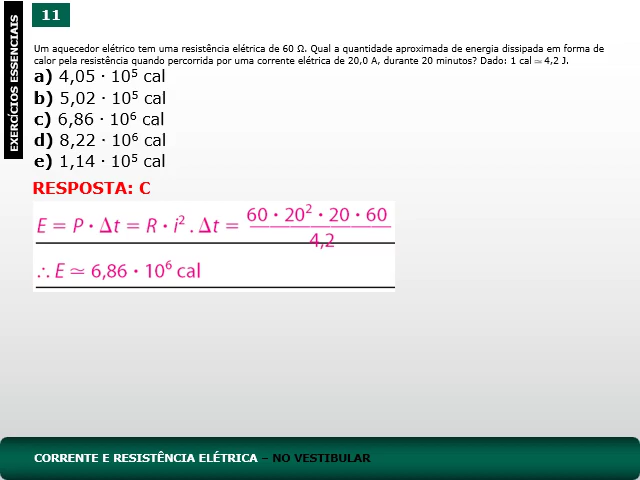 11
EXERCÍCIOS ESSENCIAIS
Um aquecedor elétrico tem uma resistência elétrica de 60 Ω. Qual a quantidade aproximada de energia dissipada em forma de
calor pela resistência quando percorrida por uma corrente elétrica de 20,0 A, durante 20 minutos? Dado: 1 cal ≃ 4,2 J.
a) 4,05 · 10⁵ cal
b) 5,02 · 10⁵ cal
c) 6,86 · 10⁶ cal
d) 8,22 · 10⁶ cal
e) 1,14 · 10⁵ cal
RESPOSTA: C
E = P · Δt = R · i² . Δt = 60 · 20² · 20 · 60 / 4,2
∴ E ≃ 6,86 · 10⁶ cal
CORRENTE E RESISTÊNCIA ELÉTRICA – NO VESTIBULAR